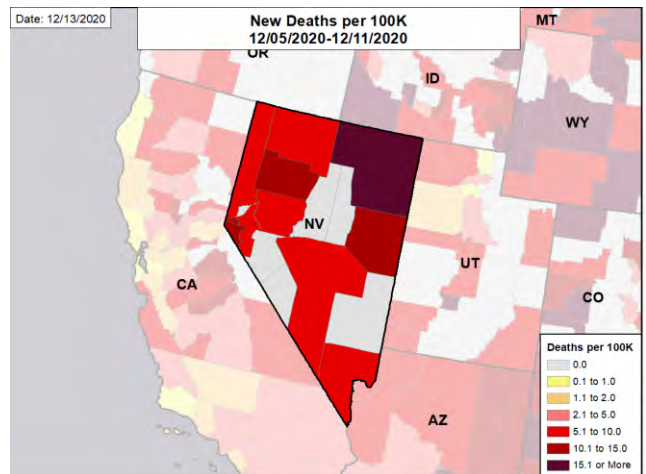 Date: 12/13/2020
New Deaths per 100K
12/05/2020-12/11/2020
MT
OR
ID
WY
NV
UT
CA
CO
AZ
Deaths per 100K
0.0
0.1 to 1.0
1.1 to 2.0
2.1 to 5.0
5.1 to 10.0
10.1 to 15.0
15.1 or More